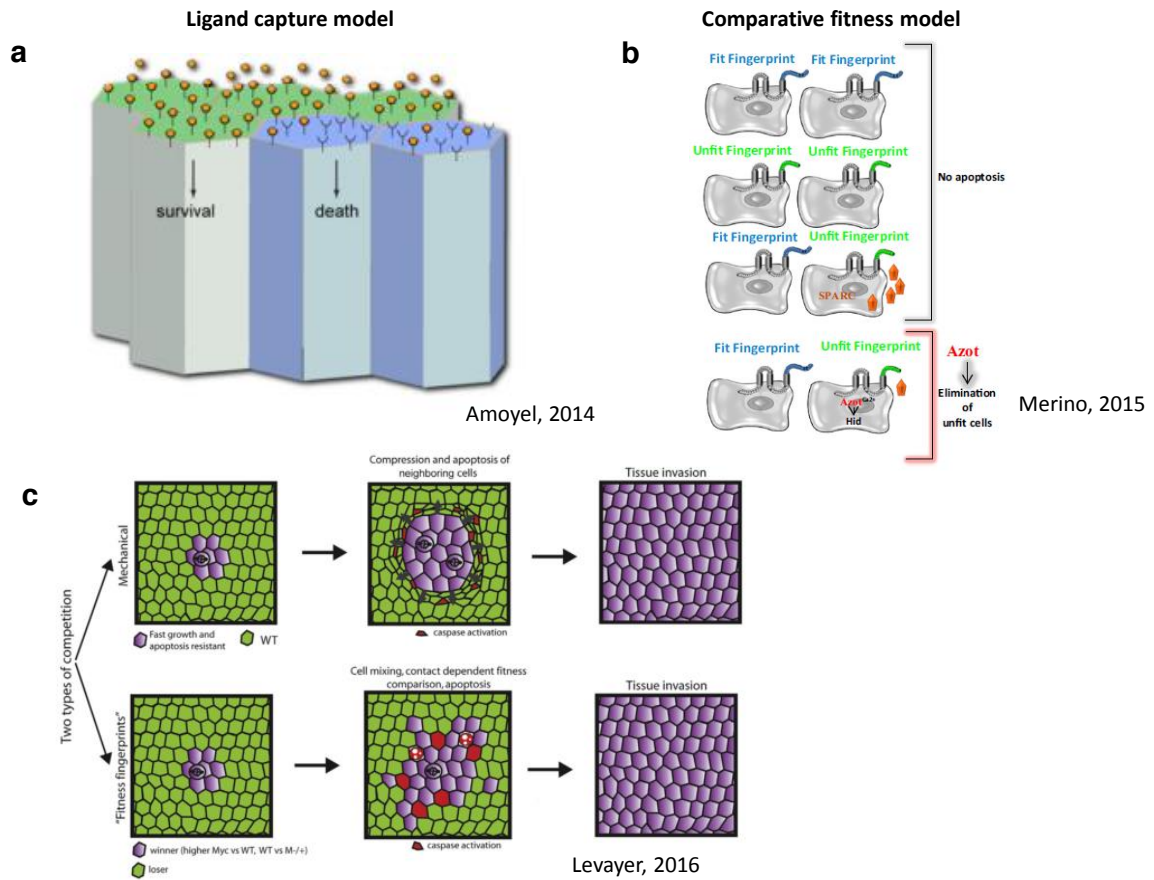 Ligand capture model
a
survival
death
Amoyel, 2014
Comparative fitness model
b
Fit Fingerprint Fit Fingerprint
Unfit Fingerprint Unfit Fingerprint
Fit Fingerprint Unfit Fingerprint
SPARC
No apoptosis
Fit Fingerprint Unfit Fingerprint
Azot Ca2+
Hid
Azot
Elimination
of
unfit cells
Merino, 2015
c
Two types of competition
Mechanical
Fast growth and
apoptosis resistant
WT
Compression and apoptosis of
neighboring cells
caspase activation
Tissue invasion
"Fitness fingerprints"
winner (higher Myc vs WT, WT vs M-/+)
loser
Cell mixing, contact dependent fitness
comparison, apoptosis
caspase activation
Tissue invasion
Levayer, 2016